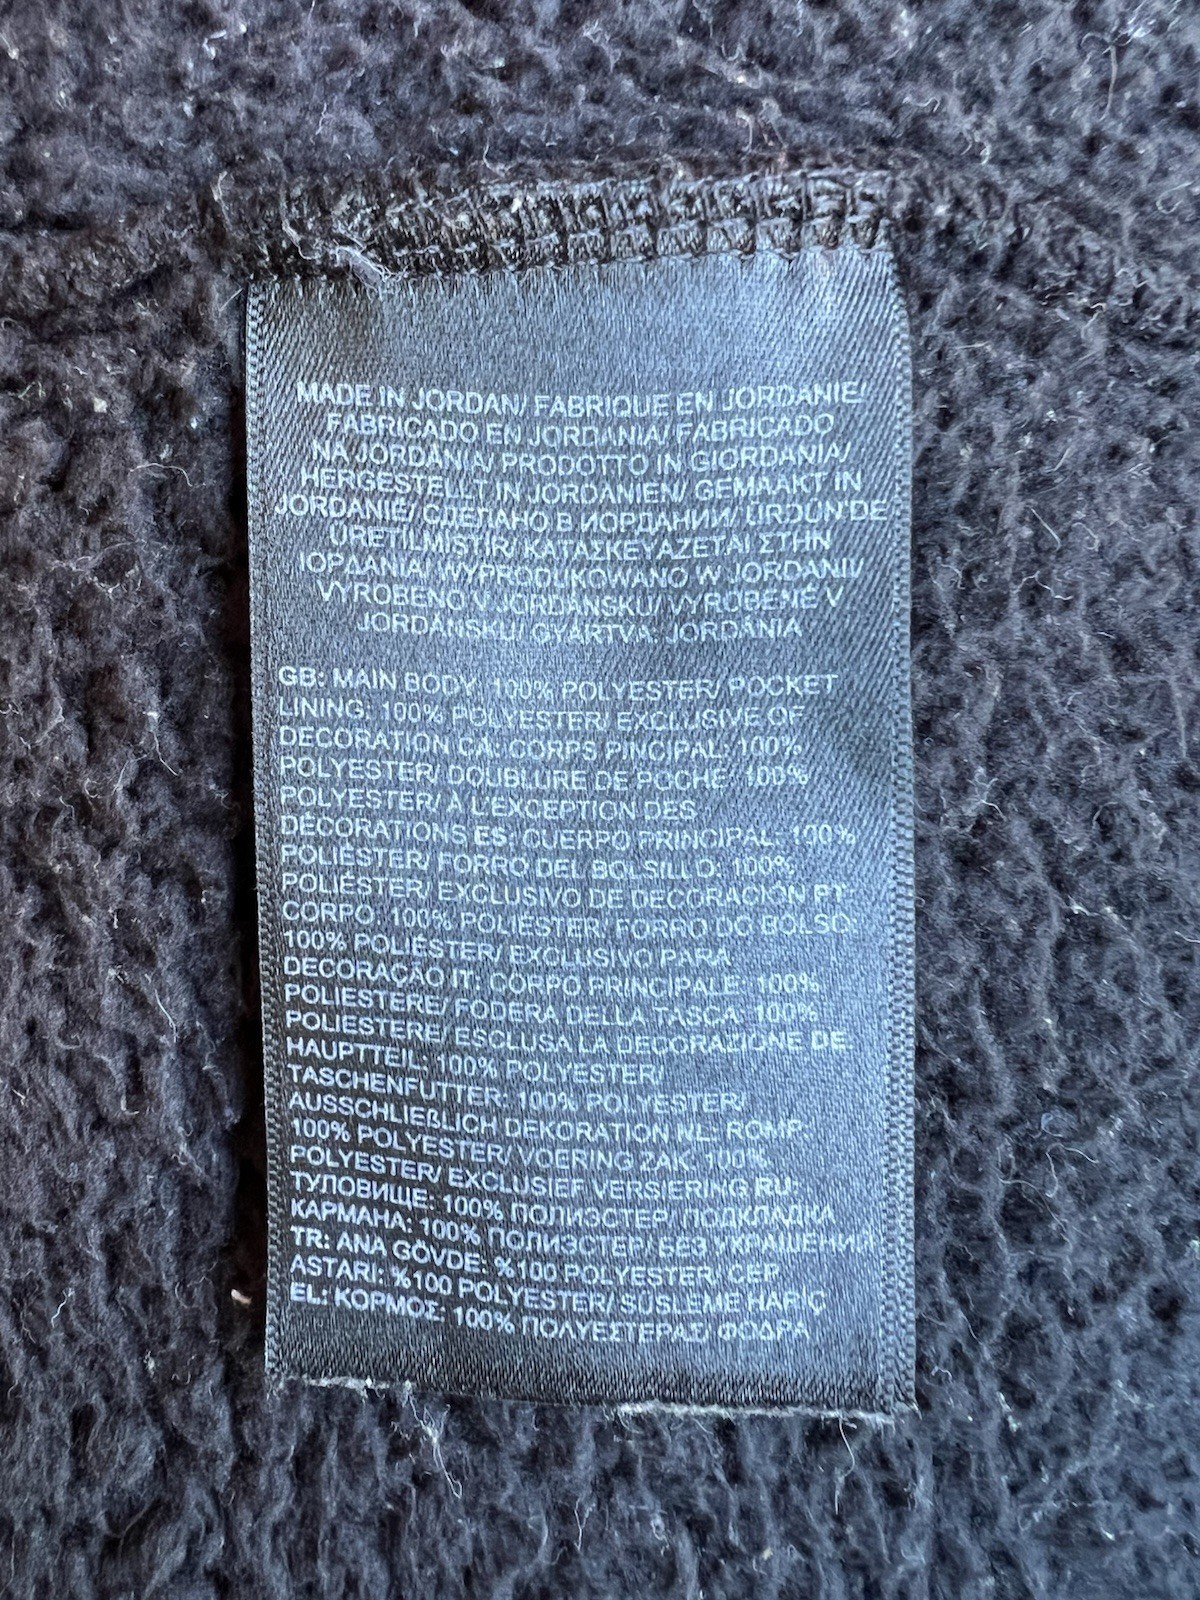 MADE IN JORDAN/ FABRIQUE EN JORDANIE/
FABRICADO EN JORDANIA/ FABRICADO
NA JORDÂNIA/ PRODOTTO IN GIORDANIA/
HERGESTELLT IN JORDANIEN/ GEMAAKT IN
JORDANIË/ СДЕЛАНО В ИОРДАНИИ/ ÜRDÜN'DE
ÜRETİLMİŞTİR/ ΚΑΤΑΣΚΕΥΑΖΕΤΑΙ ΣΤΗΝ
ΙΟΡΔΑΝΙΑ/ WYPRODUKOWANO W JORDANII/
VYROBENO V JORDÁNSKU/ VYROBENÉ V
JORDÁNSKU/ GYÁRTVA: JORDÁNIA
GB: MAIN BODY: 100% POLYESTER/ POCKET
LINING: 100% POLYESTER/ EXCLUSIVE OF
DECORATION CA: CORPS PINCIPAL: 100%
POLYESTER/ DOUBLURE DE POCHE: 100%
POLYESTER/ À L'EXCEPTION DES
DÉCORATIONS ES: CUERPO PRINCIPAL: 100%
POLIÉSTER/ FORRO DEL BOLSILLO: 100%
POLIÉSTER/ EXCLUSIVO DE DECORACIÓN PT:
CORPO: 100% POLIÉSTER/ FORRO DO BOLSO:
100% POLIÉSTER/ EXCLUSIVO PARA
DECORAÇÃO IT: CORPO PRINCIPALE: 100%
POLIESTERE/ FODERA DELLA TASCA: 100%
POLIESTERE/ ESCLUSA LA DECORAZIONE DE:
HAUPTTEIL: 100% POLYESTER/
TASCHENFUTTER: 100% POLYESTER/
AUSSCHLIEßLICH DEKORATION NL: ROMP:
100% POLYESTER/ VOERING ZAK: 100%
POLYESTER/ EXCLUSIEF VERSIERING RU:
ТУЛОВИЩЕ: 100% ПОЛИЭСТЕР/ ПОДКЛАДКА
КАРМАНА: 100% ПОЛИЭСТЕР/ БЕЗ УКРАШЕНИЙ
TR: ANA GÖVDE: %100 POLYESTER/ CEP
ASTARI: %100 POLYESTER/ SÜSLEME HARİÇ
EL: ΚΟΡΜΟΣ: 100% ΠΟΛΥΕΣΤΕΡΑΣ/ ΦΟΔΡΑ